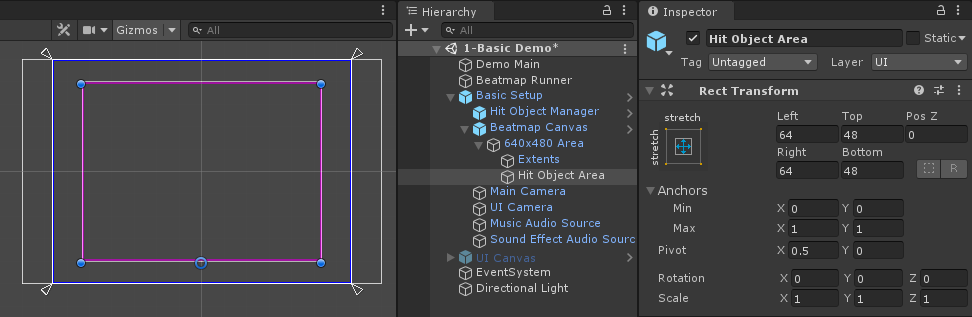 Gizmos
All
Hierarchy
All
1-Basic Demo*
Demo Main
Beatmap Runner
Basic Setup
Hit Object Manager
Beatmap Canvas
640x480 Area
Extents
Hit Object Area
Main Camera
UI Camera
Music Audio Source
Sound Effect Audio Sourc
UI Canvas
EventSystem
Directional Light
Inspector
Hit Object Area
Static
Tag Untagged Layer UI
Rect Transform
stretch
stretch
Left Top Pos Z
64 48 0
Right Bottom
64 48
R
Anchors
Min X 0 Y 0
Max X 1 Y 1
Pivot X 0.5 Y 0
Rotation X 0 Y 0 Z 0
Scale X 1 Y 1 Z 1